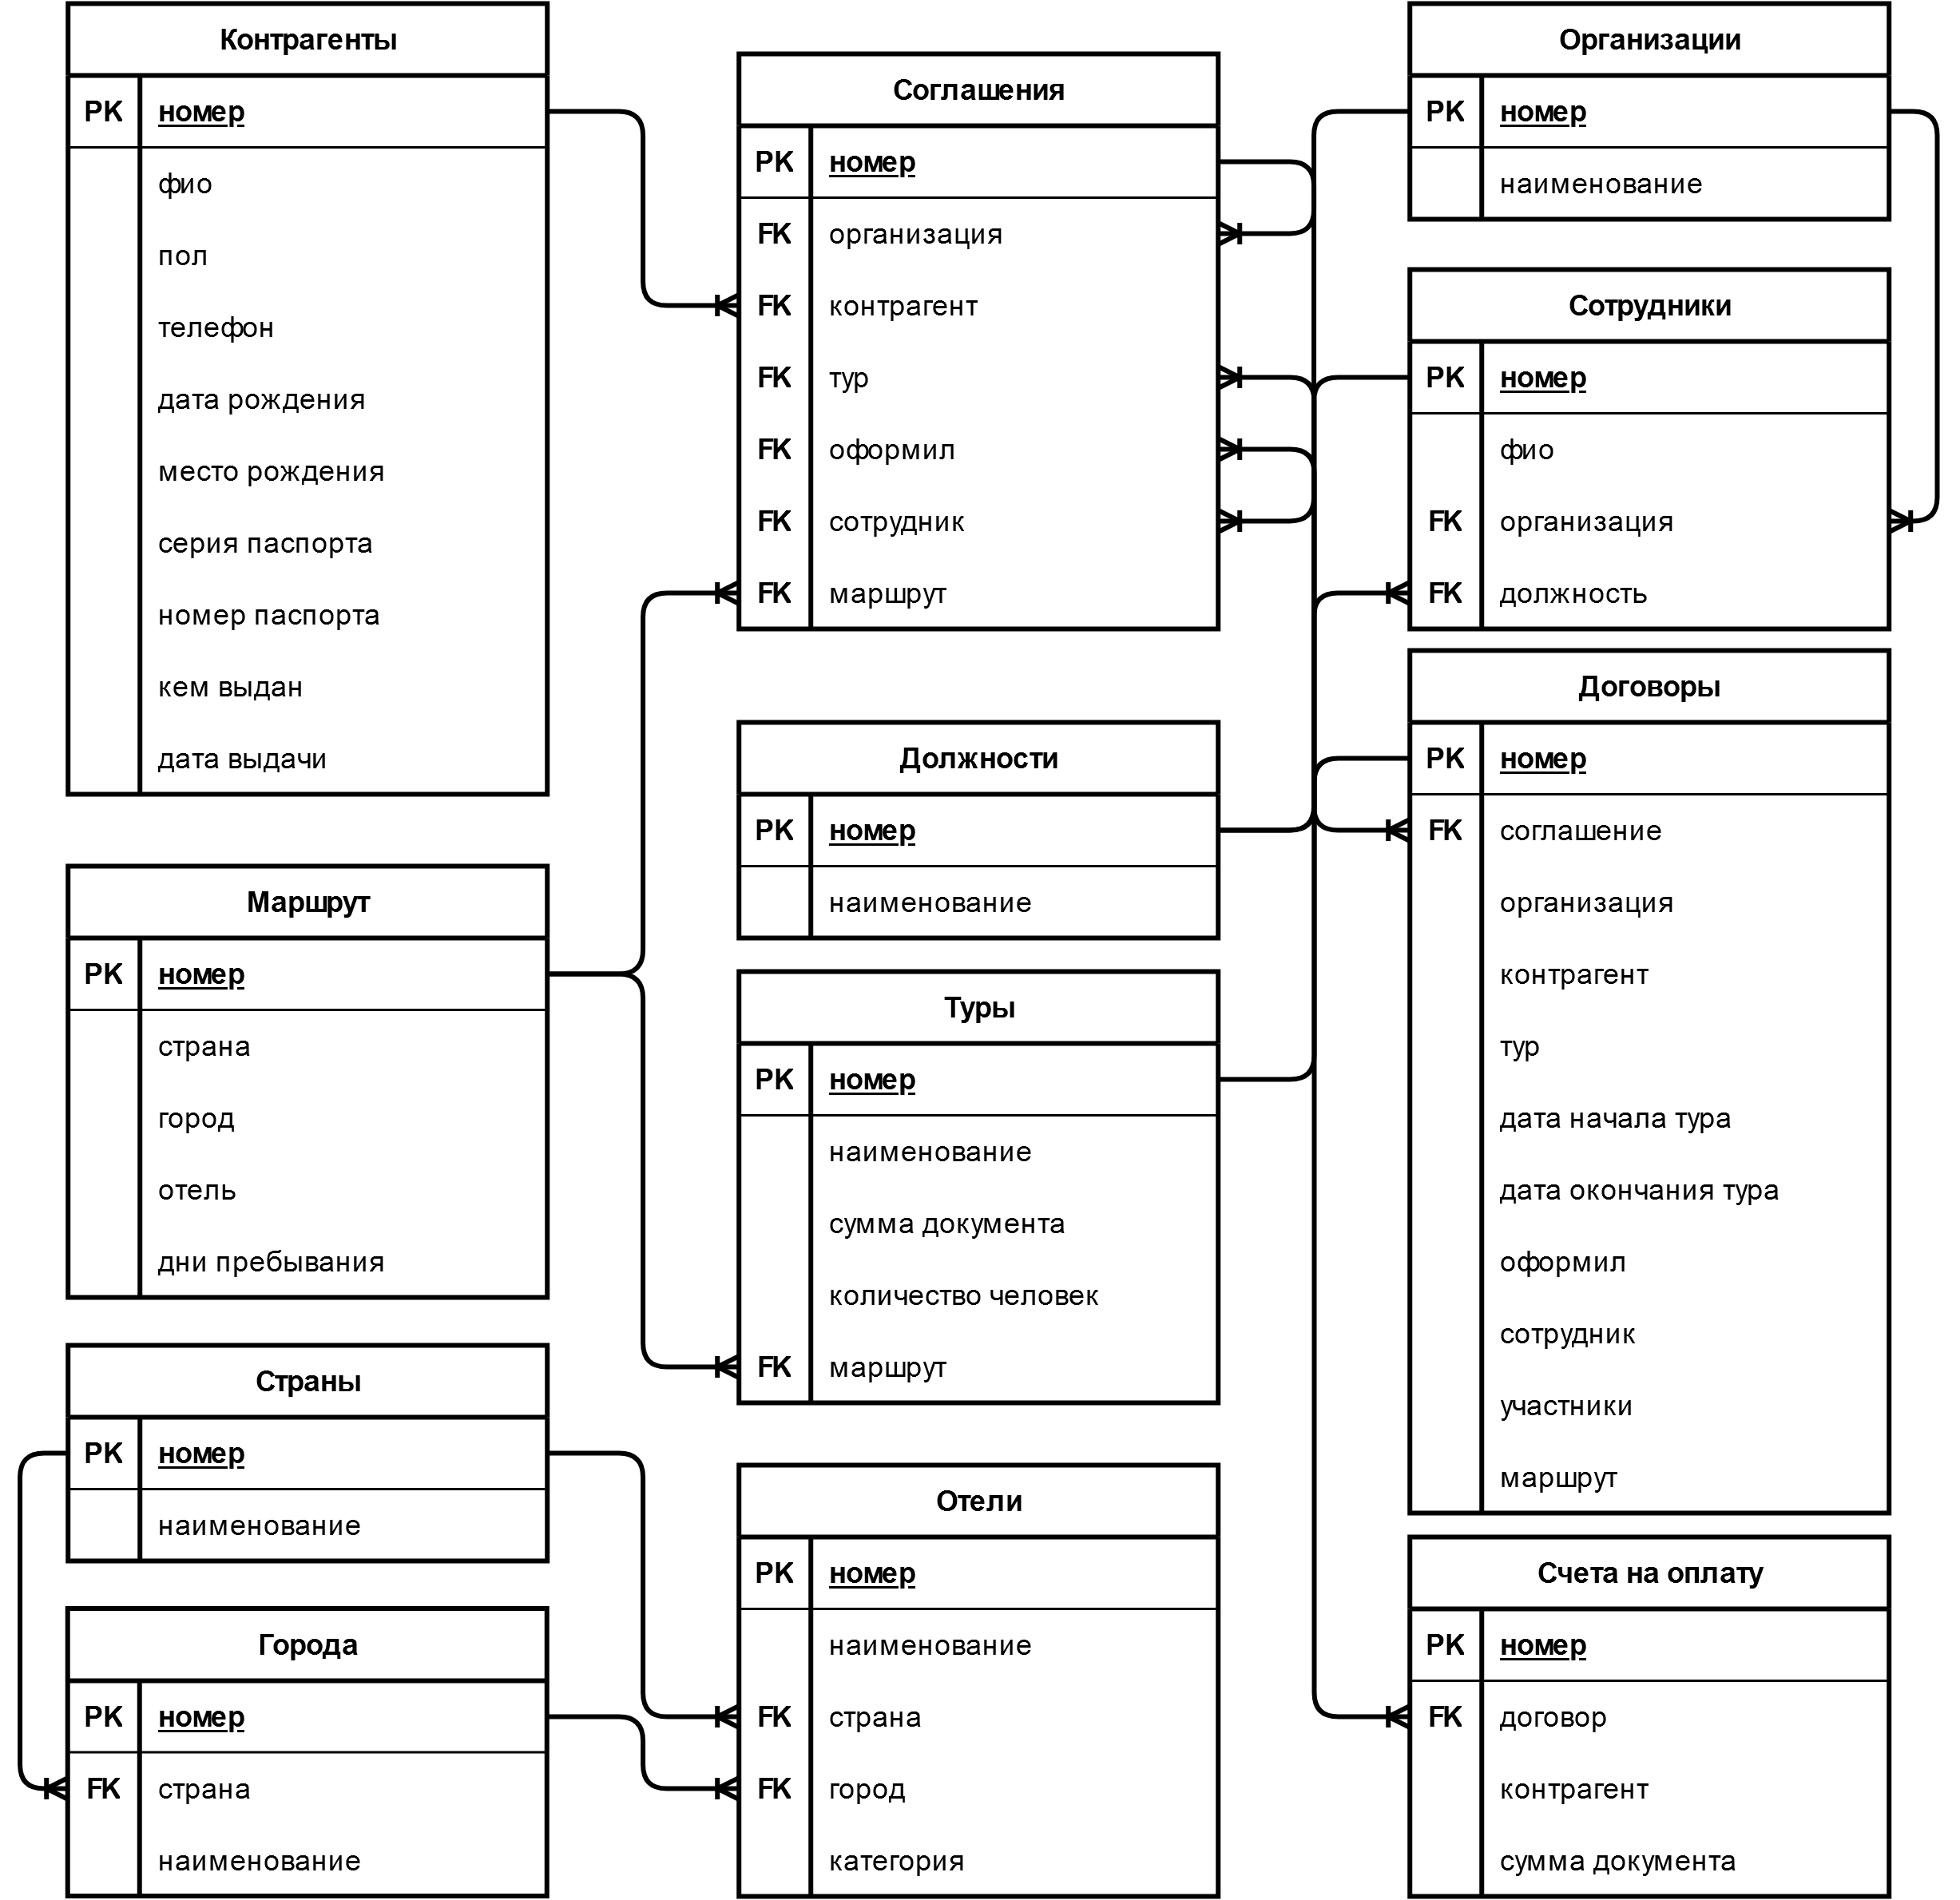 Контрагенты
PK номер
фио
пол
телефон
дата рождения
место рождения
серия паспорта
номер паспорта
кем выдан
дата выдачи
Маршрут
PK номер
страна
город
отель
дни пребывания
Страны
PK номер
наименование
Города
PK номер
FK страна
наименование
Соглашения
PK номер
FK организация
FK контрагент
FK тур
FK оформил
FK сотрудник
FK маршрут
Должности
PK номер
наименование
Туры
PK номер
наименование
сумма документа
количество человек
FK маршрут
Отели
PK номер
наименование
FK страна
FK город
категория
Организации
PK номер
наименование
Сотрудники
PK номер
фио
FK организация
FK должность
Договоры
PK номер
FK соглашение
организация
контрагент
тур
дата начала тура
дата окончания тура
оформил
сотрудник
участники
маршрут
Счета на оплату
PK номер
FK договор
контрагент
сумма документа